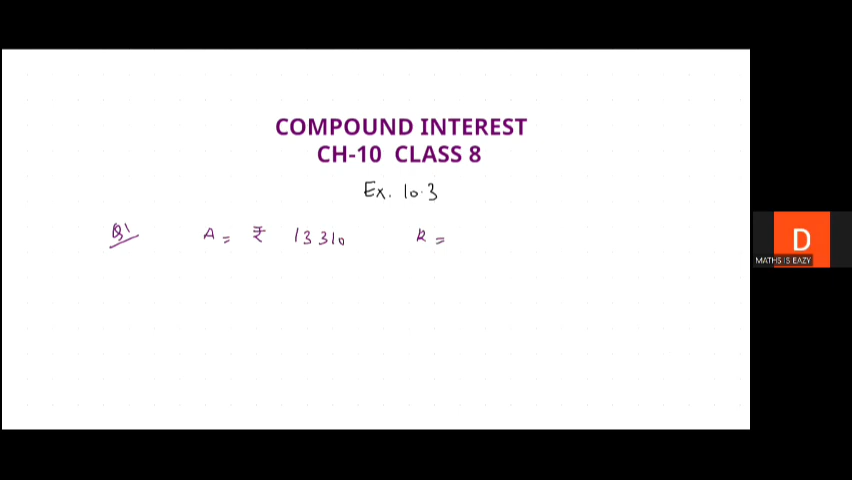 COMPOUND INTEREST
CH-10 CLASS 8
Ex. 10.3
Q1 A = ₹ 13310 R =
D
MATHS IS EAZY